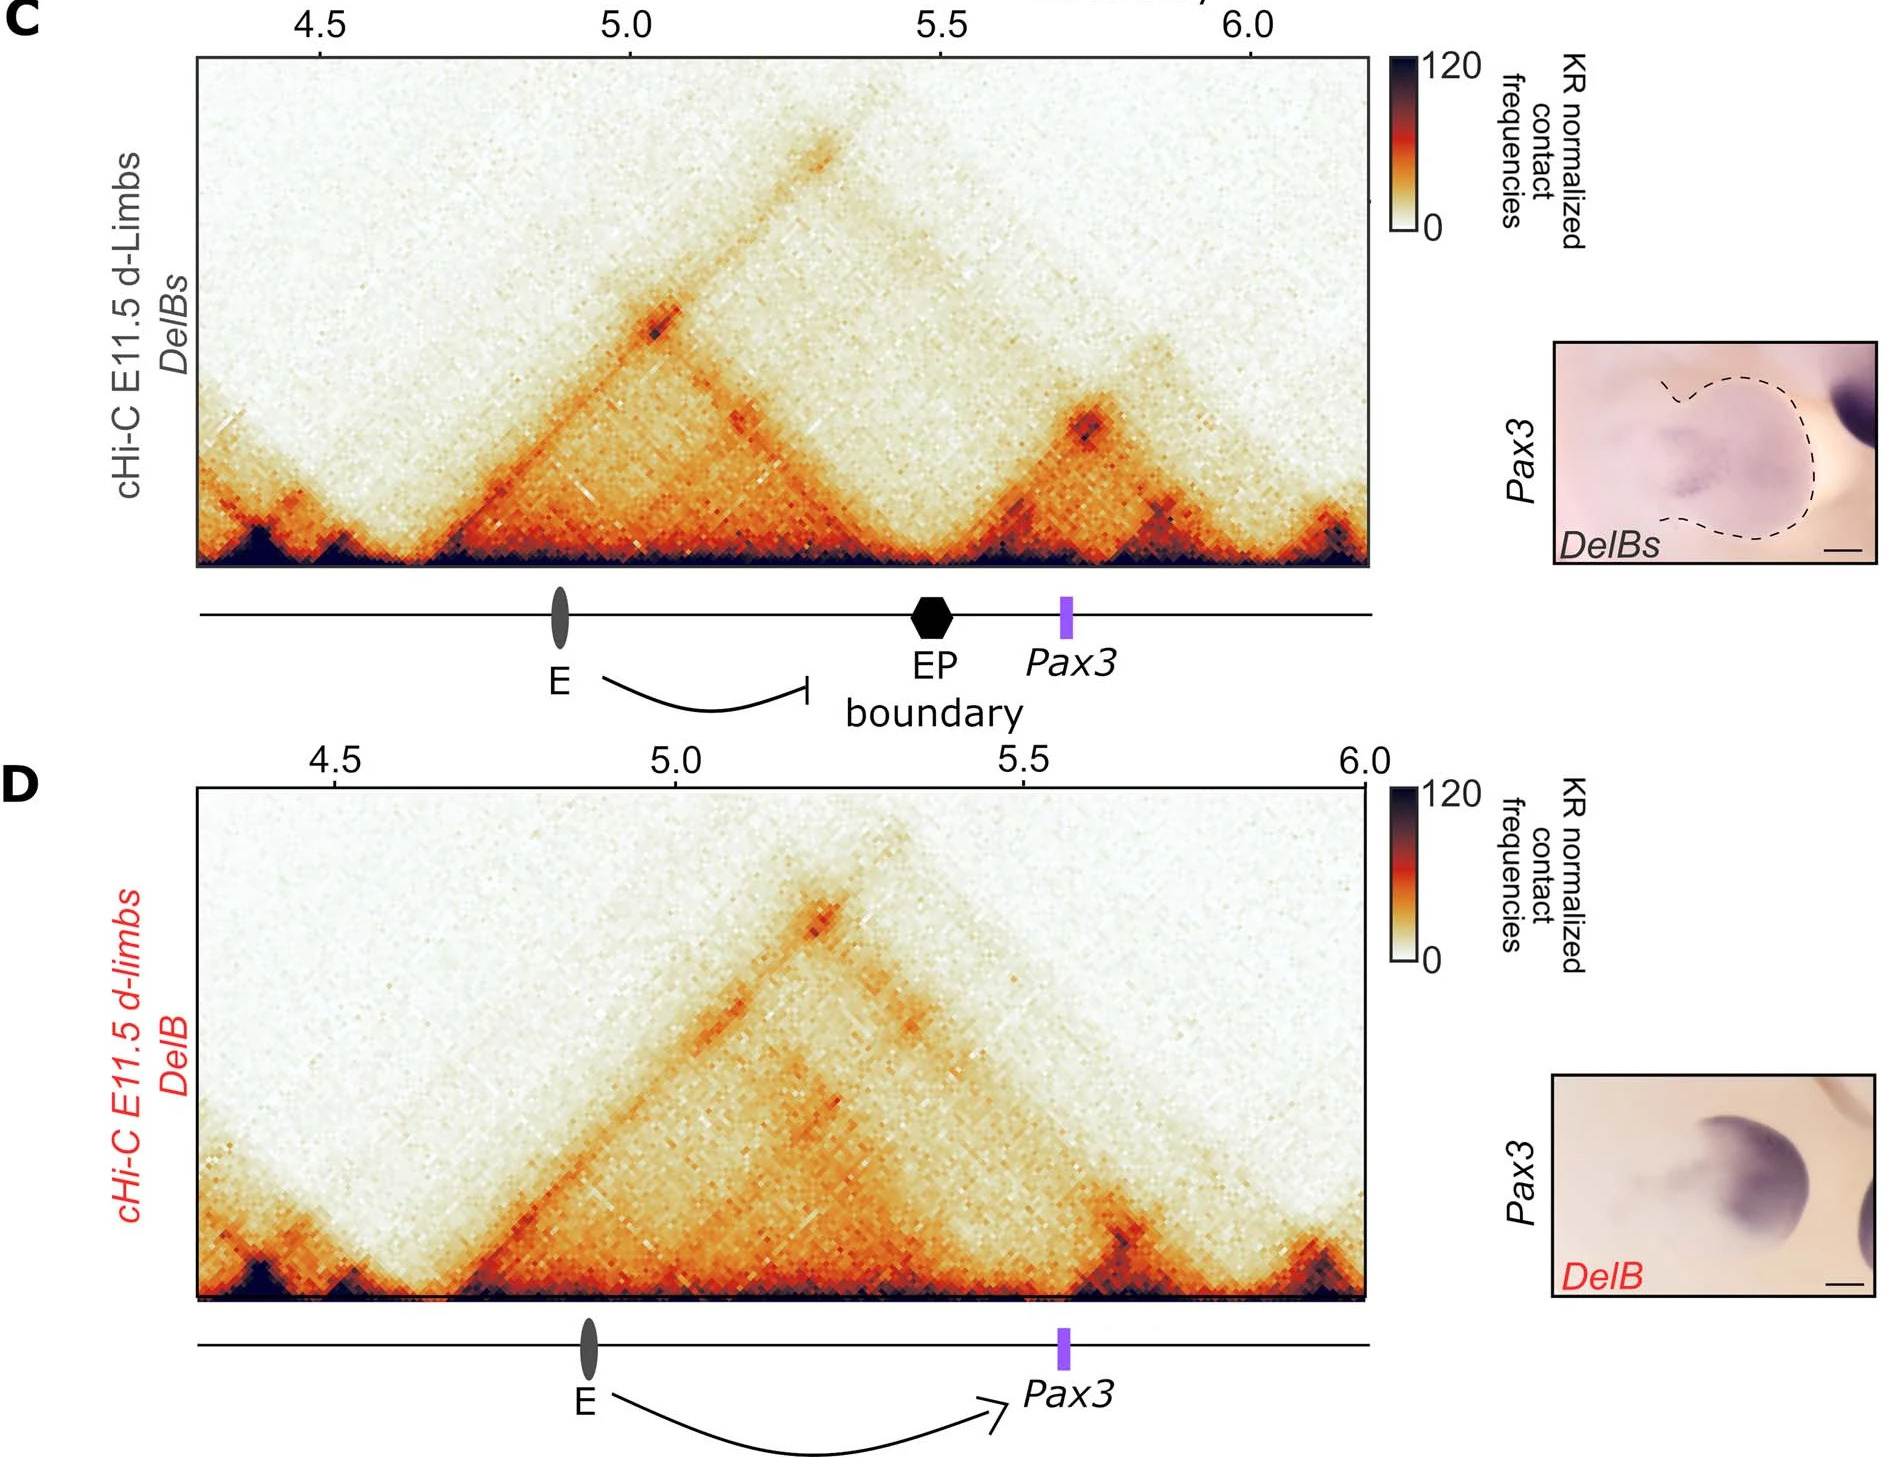 C
4.5 5.0 5.5 6.0
cHi-C E11.5 d-Limbs
DelBs
120
0
KR normalized
contact
frequencies
Pax3
DelBs
E
EP
boundary
Pax3
D
4.5 5.0 5.5 6.0
cHi-C E11.5 d-limbs
DelB
120
0
KR normalized
contact
frequencies
Pax3
DelB
E
Pax3